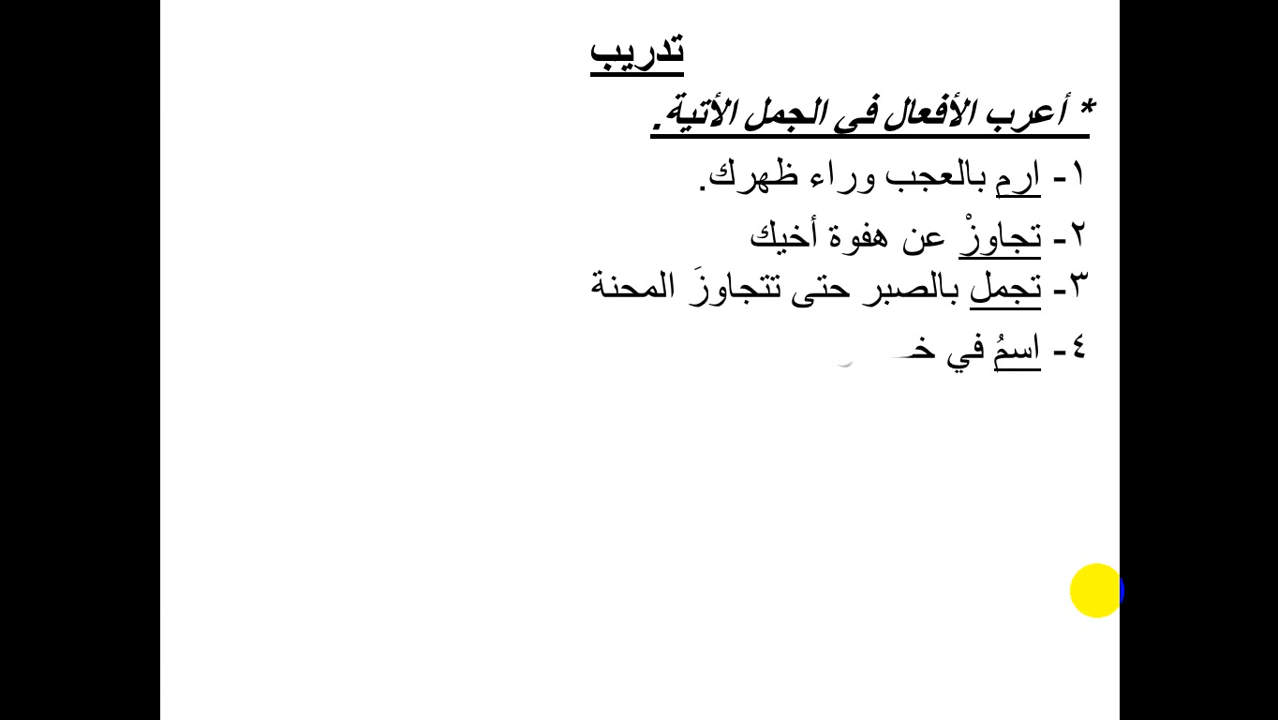 تدريب
* أعرب الأفعال في الجمل الأتية.
١- ارم بالعجب وراء ظهرك.
٢- تجاوزْ عن هفوة أخيك
٣- تجمل بالصبر حتى تتجاوزَ المحنة
٤- اسمُ في